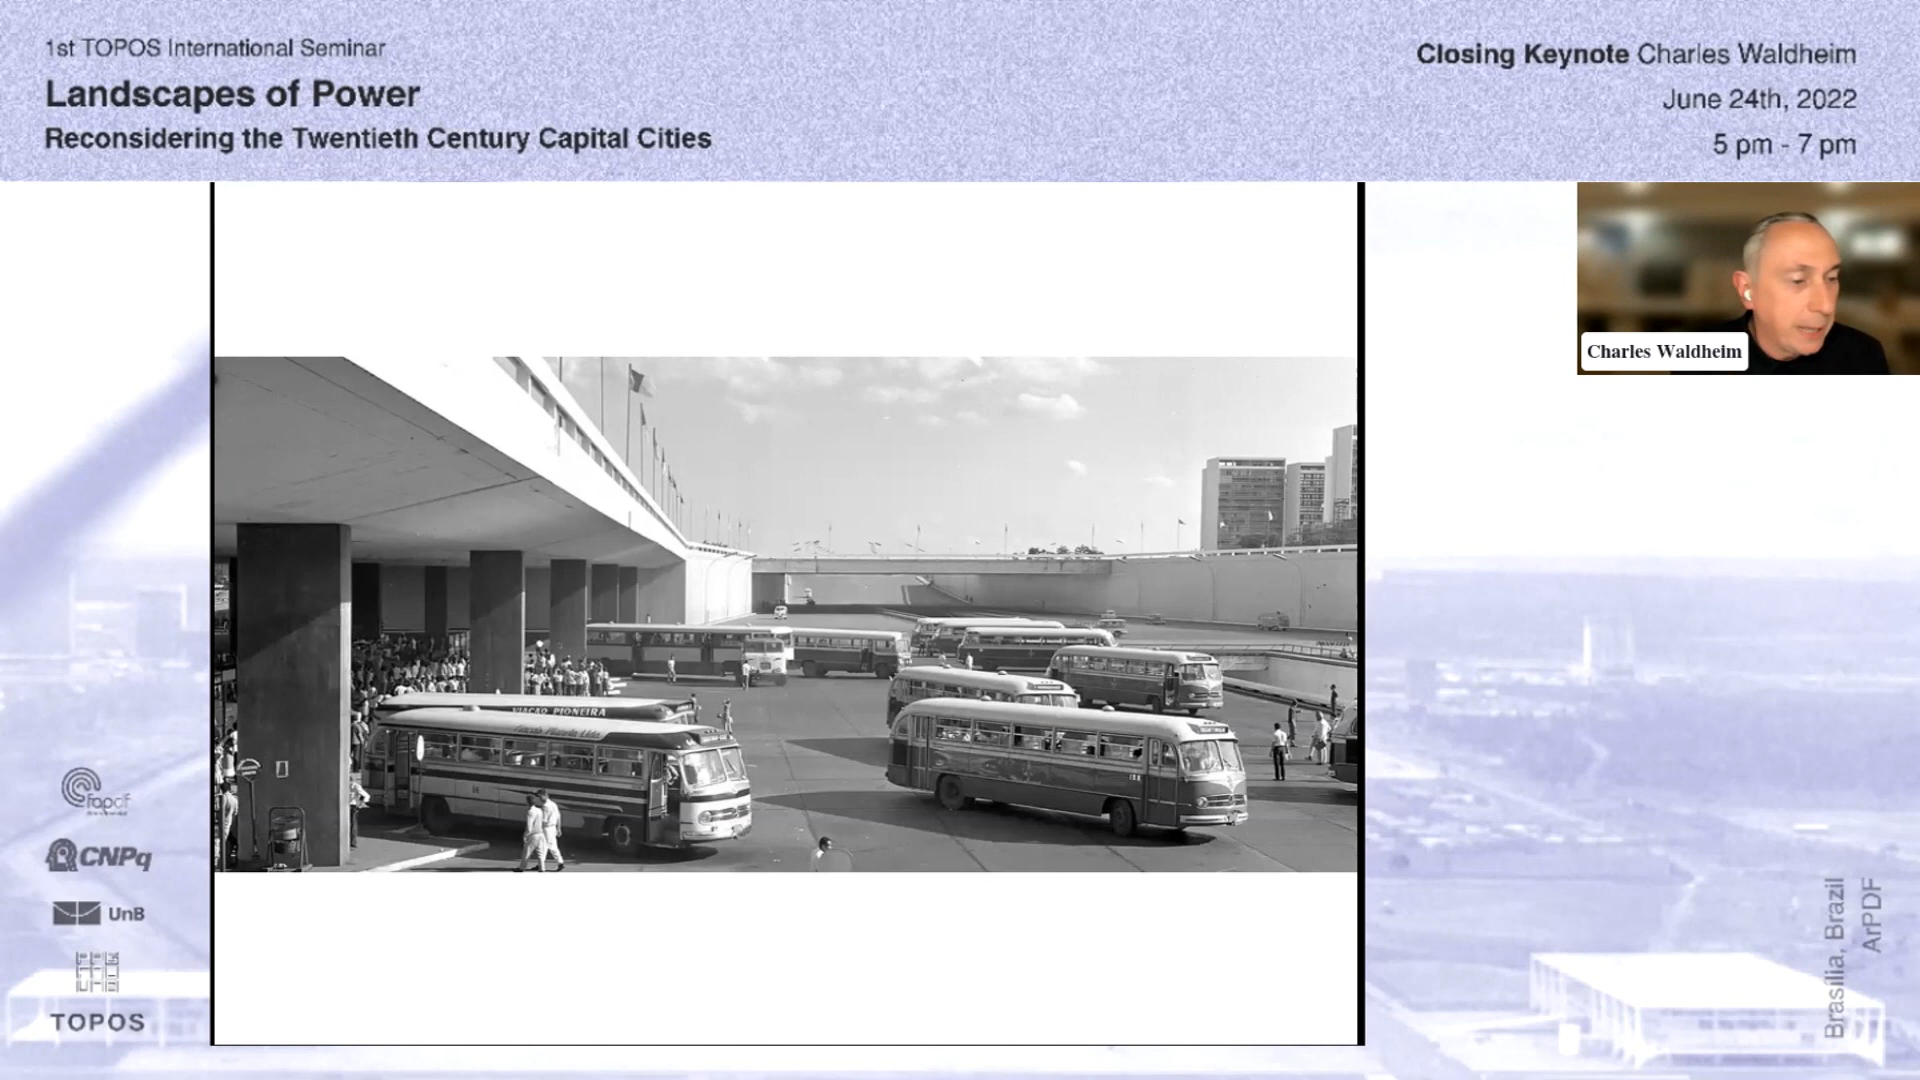 1st TOPOS International Seminar
Landscapes of Power
Reconsidering the Twentieth Century Capital Cities
Closing Keynote Charles Waldheim
June 24th, 2022
5 pm - 7 pm
Charles Waldheim
VIAÇÃO PIONEIRA
fapdf
CNPq
UnB
TOPOS
Brasília, Brazil
ArPDF